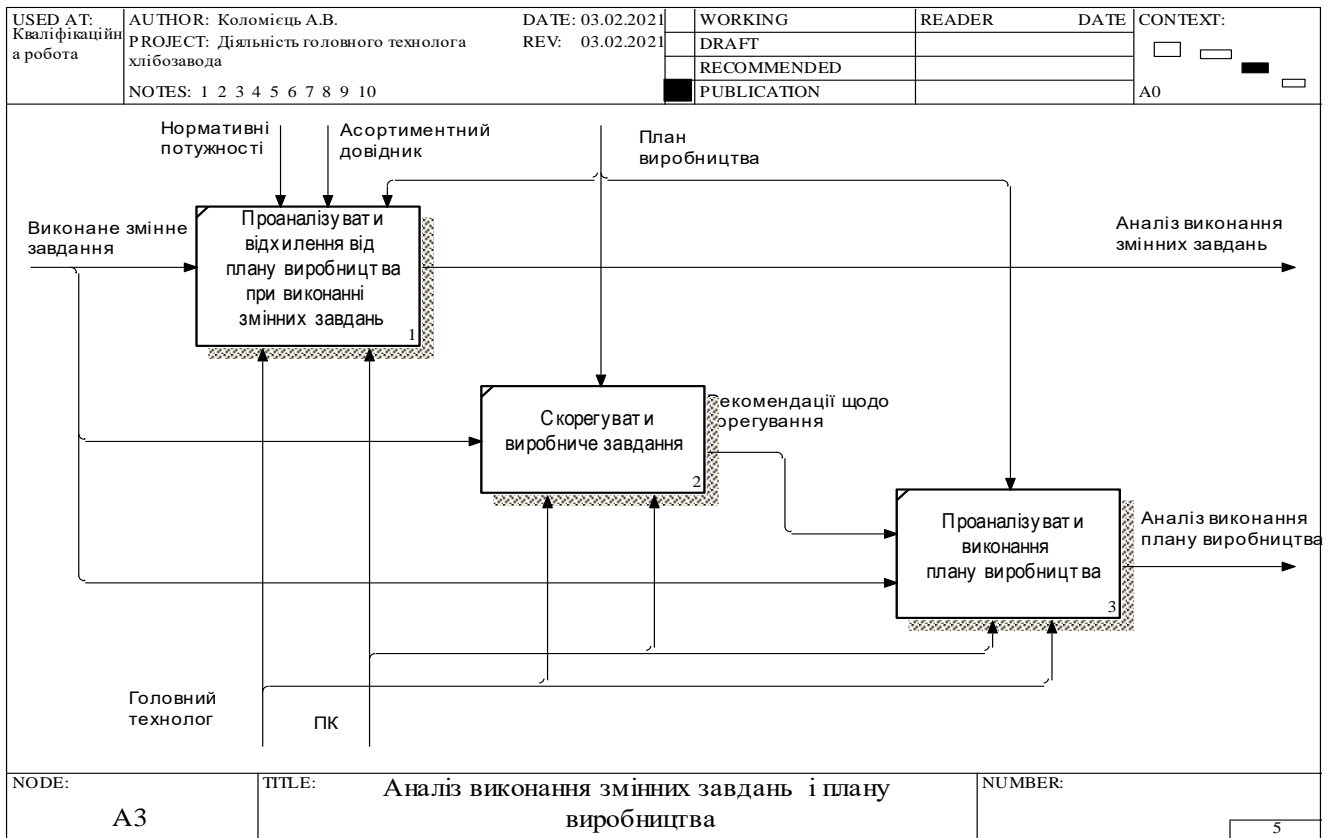 USED AT:
Кваліфікаційн
а робота
AUTHOR: Коломієць А.В.
DATE: 03.02.2021
PROJECT: Діяльність головного технолога
хлібозавода
REV: 03.02.2021
NOTES: 1 2 3 4 5 6 7 8 9 10
WORKING
DRAFT
RECOMMENDED
PUBLICATION
READER DATE
CONTEXT:
A0
Нормативні
потужності
Асортиментний
довідник
План
виробництва
Виконане змінне
завдання
Проаналізувати
відхилення від
плану виробництва
при виконанні
змінних завдань
1
Аналіз виконання
змінних завдань
Скорегувати
виробниче завдання
2
екомендації щодо
орегування
Проаналізувати
виконання
плану виробництва
3
Аналіз виконання
плану виробництва
Головний
технолог
ПК
NODE:
A3
TITLE:
Аналіз виконання змінних завдань і плану
виробництва
NUMBER:
5